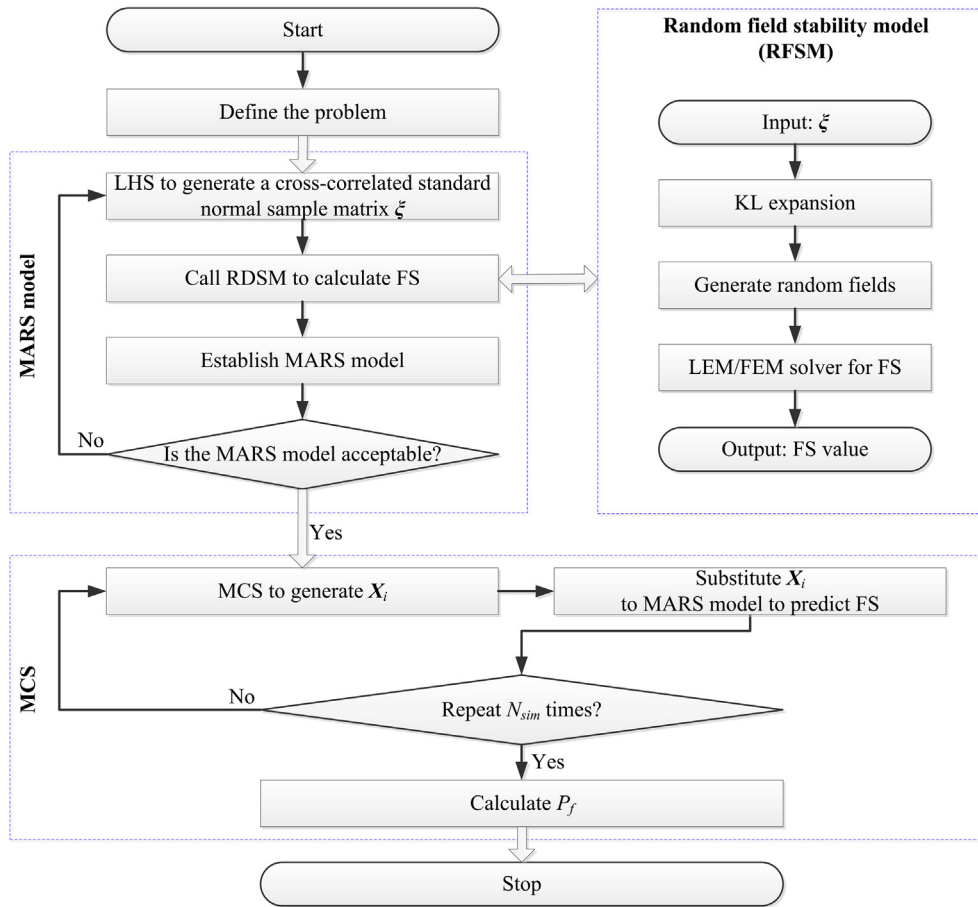 Start
Define the problem
MARS model
LHS to generate a cross-correlated standard
normal sample matrix ξ
Call RDSM to calculate FS
Establish MARS model
Is the MARS model acceptable?
No
Yes
Random field stability model
(RFSM)
Input: ξ
KL expansion
Generate random fields
LEM/FEM solver for FS
Output: FS value
MCS
MCS to generate Xi
Substitute Xi
to MARS model to predict FS
No
Repeat Nsim times?
Yes
Calculate Pf
Stop